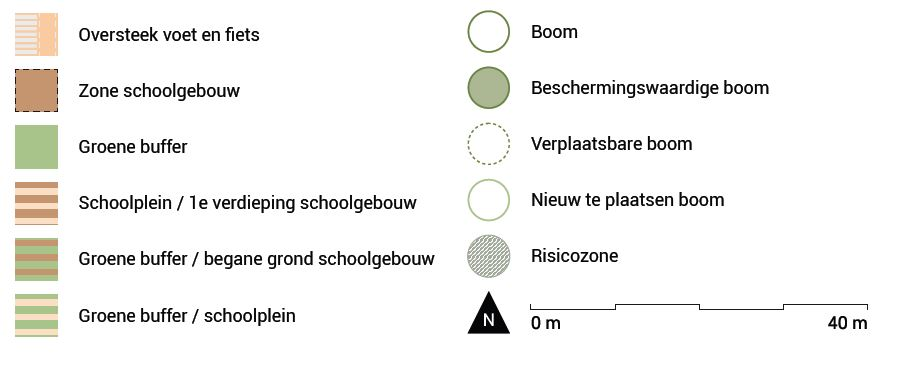 Oversteek voet en fiets
Zone schoolgebouw
Groene buffer
Schoolplein / 1e verdieping schoolgebouw
Groene buffer / begane grond schoolgebouw
Groene buffer / schoolplein
Boom
Beschermingswaardige boom
Verplaatsbare boom
Nieuw te plaatsen boom
Risicozone
N
0 m
40 m